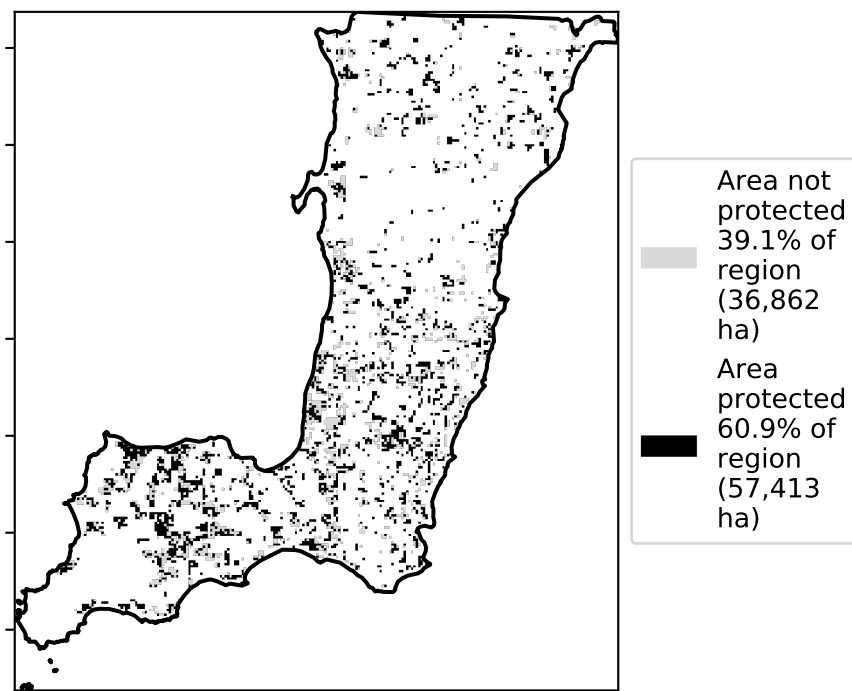 Area not
protected
39.1% of
region
(36,862
ha)
Area
protected
60.9% of
region
(57,413
ha)